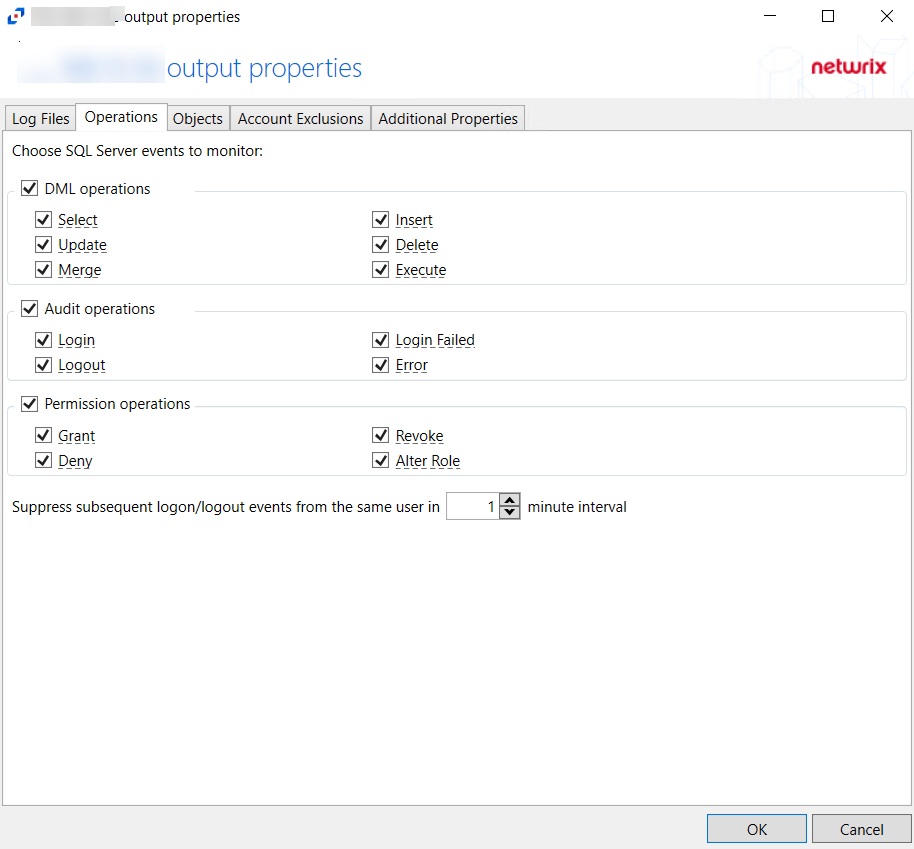 output properties
output properties
netwrix
Log Files Operations Objects Account Exclusions Additional Properties
Choose SQL Server events to monitor:
DML operations
Select Insert
Update Delete
Merge Execute
Audit operations
Login Login Failed
Logout Error
Permission operations
Grant Revoke
Deny Alter Role
Suppress subsequent logon/logout events from the same user in 1 minute interval
OK Cancel